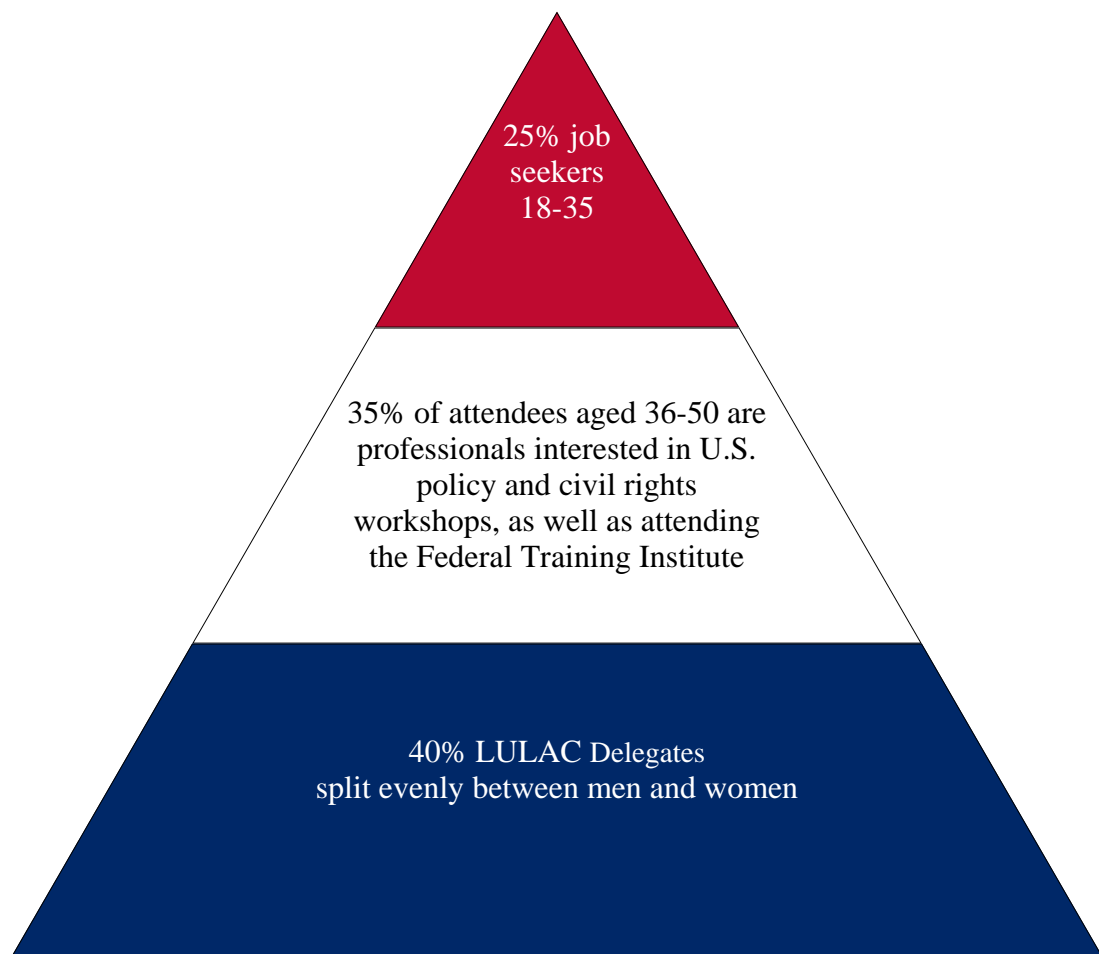 25% job
seekers
18-35
35% of attendees aged 36-50 are
professionals interested in U.S.
policy and civil rights
workshops, as well as attending
the Federal Training Institute
40% LULAC Delegates
split evenly between men and women